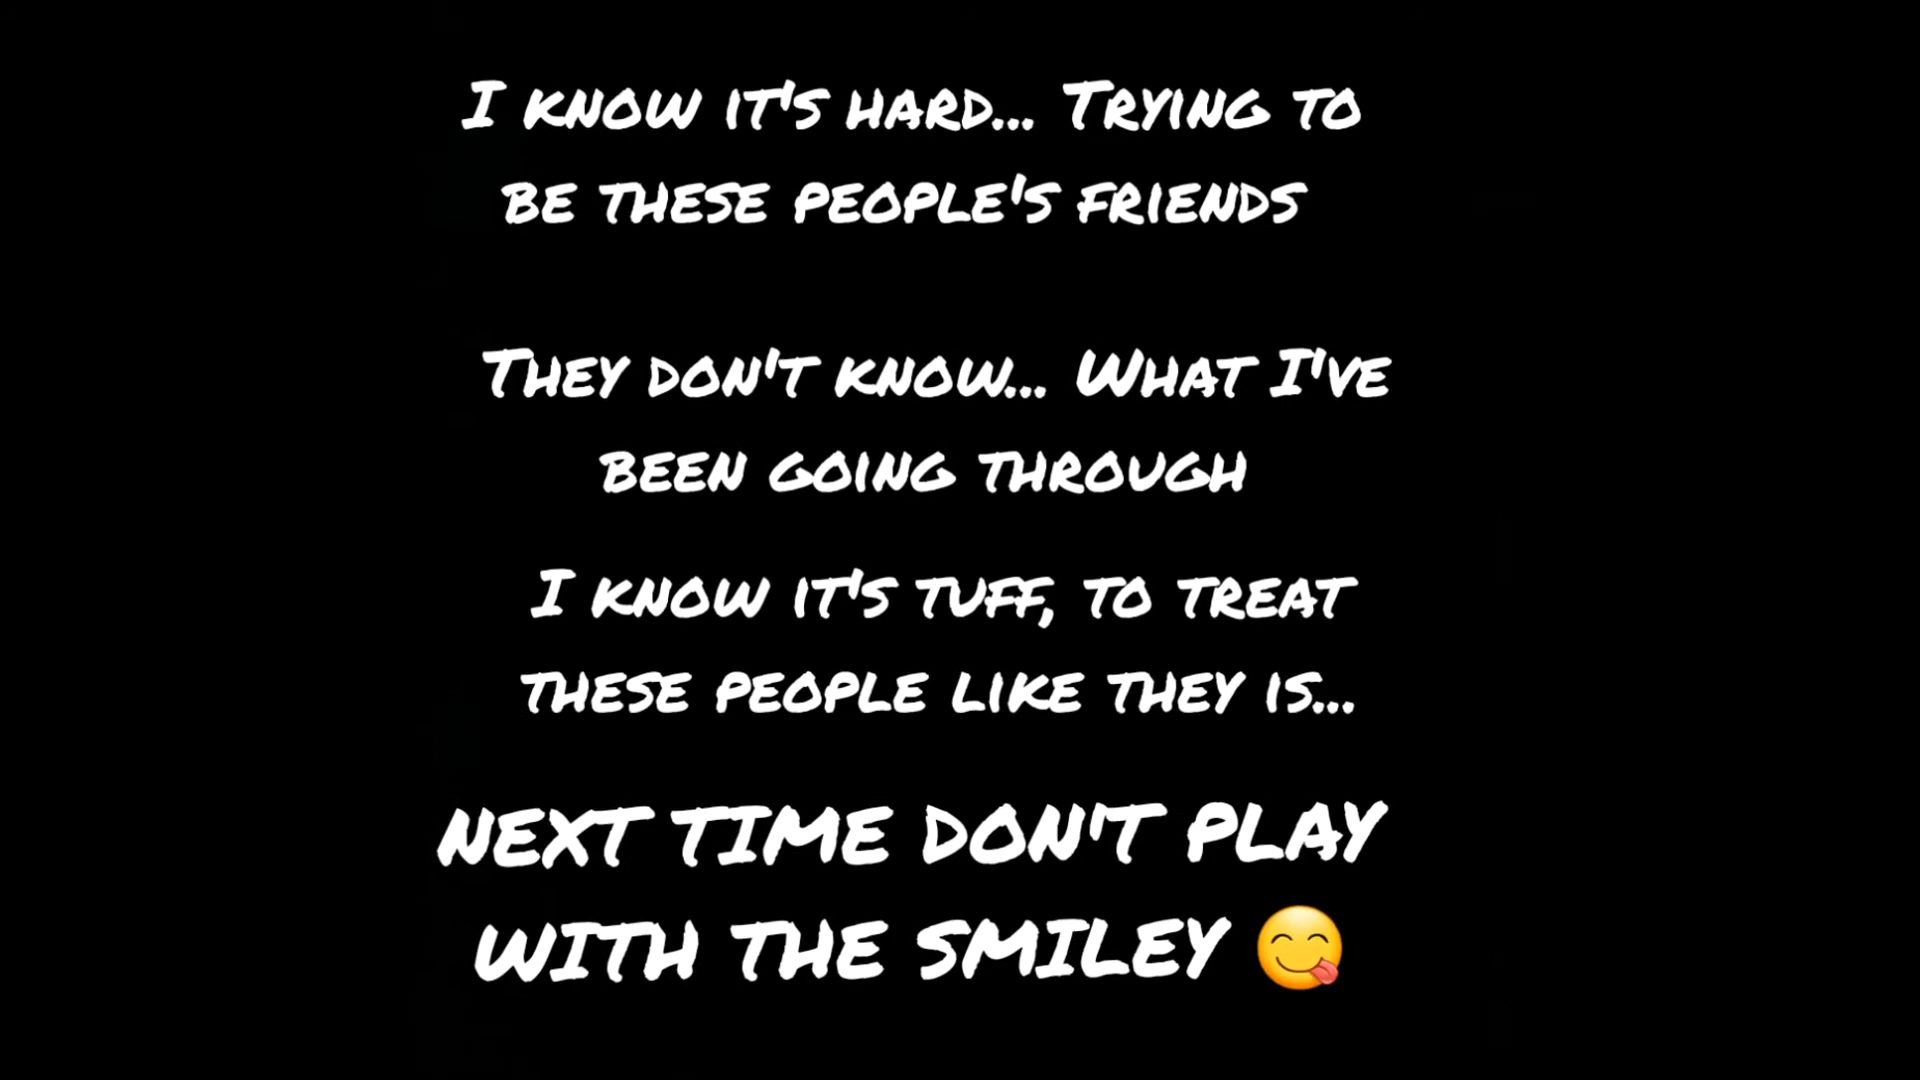 I know it's hard... Trying to
be these people's friends
They don't know... What I've
been going through
I know it's tuff, to treat
these people like they is...
NEXT TIME DON'T PLAY
WITH THE SMILEY 😋